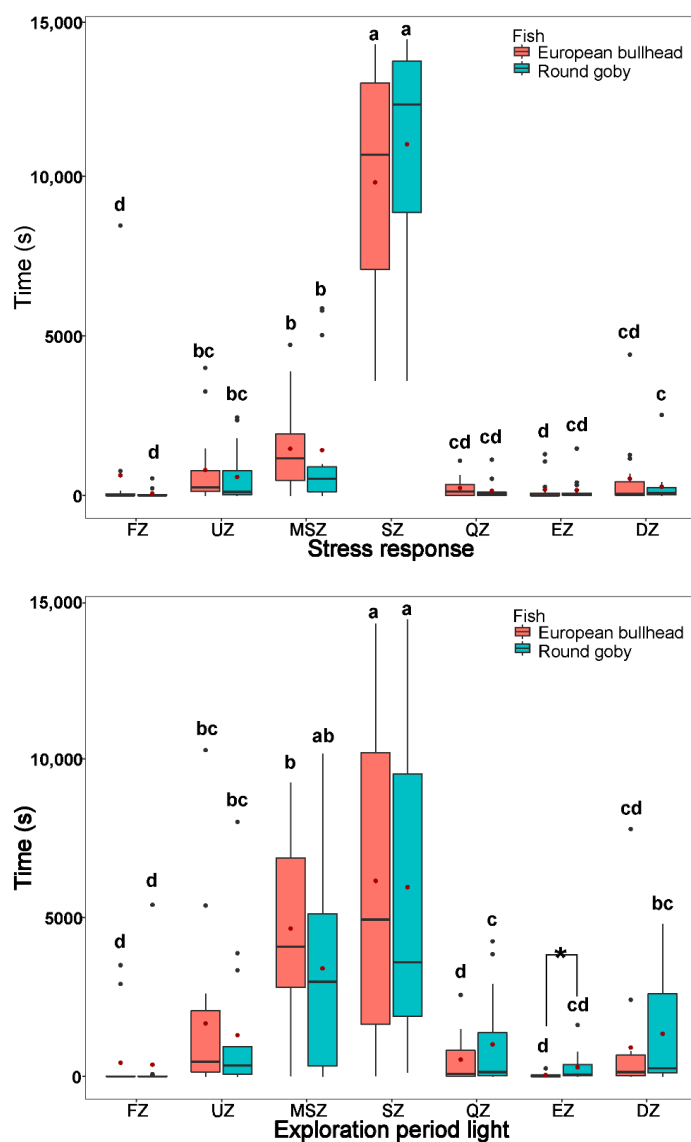 15,000
10,000
5000
0
Time (s)
Fish
European bullhead
Round goby
d
d
bc
bc
b
b
a
a
cd
cd
d
cd
cd
c
FZ
UZ
MSZ
SZ
QZ
EZ
DZ
Stress response
15,000
10,000
5000
0
Time (s)
Fish
European bullhead
Round goby
d
d
bc
bc
b
ab
a
a
d
c
*
d
cd
cd
bc
FZ
UZ
MSZ
SZ
QZ
EZ
DZ
Exploration period light